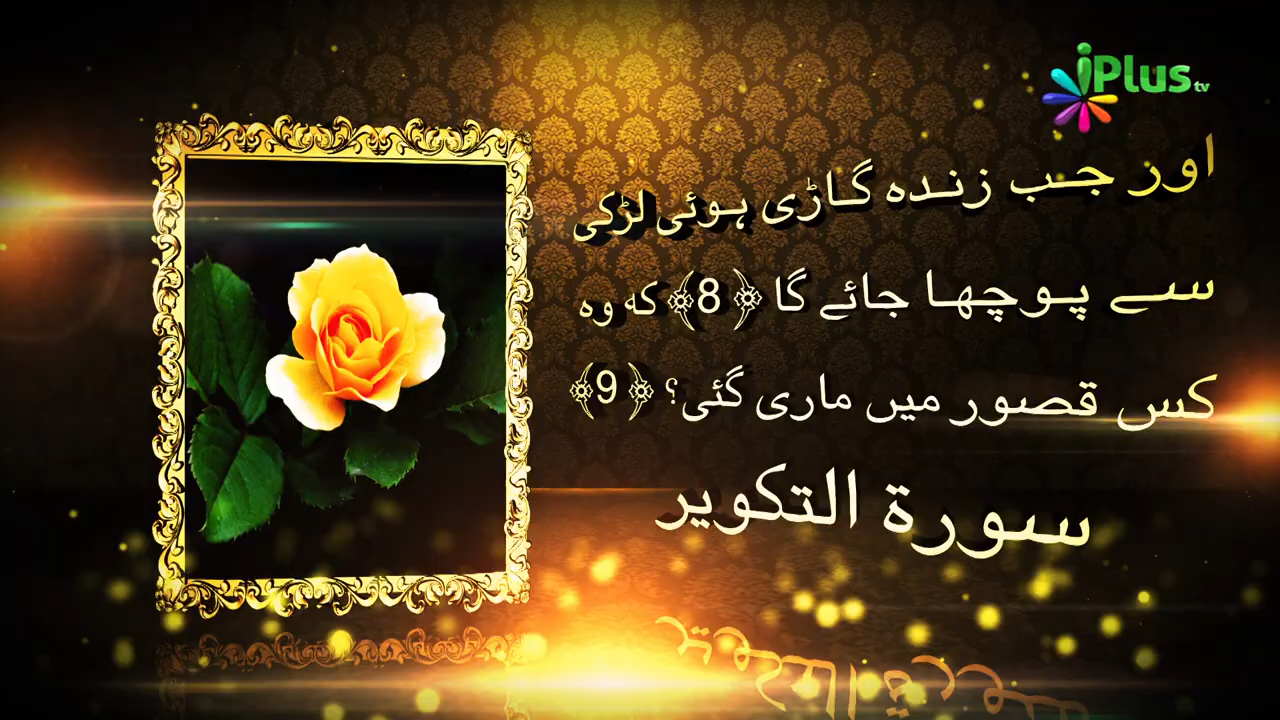 iPlus tv
اور جب زندہ گاڑی ہوئی لڑکی
سے پوچھا جائے گا ﴿8﴾ کہ وہ
کس قصور میں ماری گئی؟ ﴿9﴾
سورة التکویر